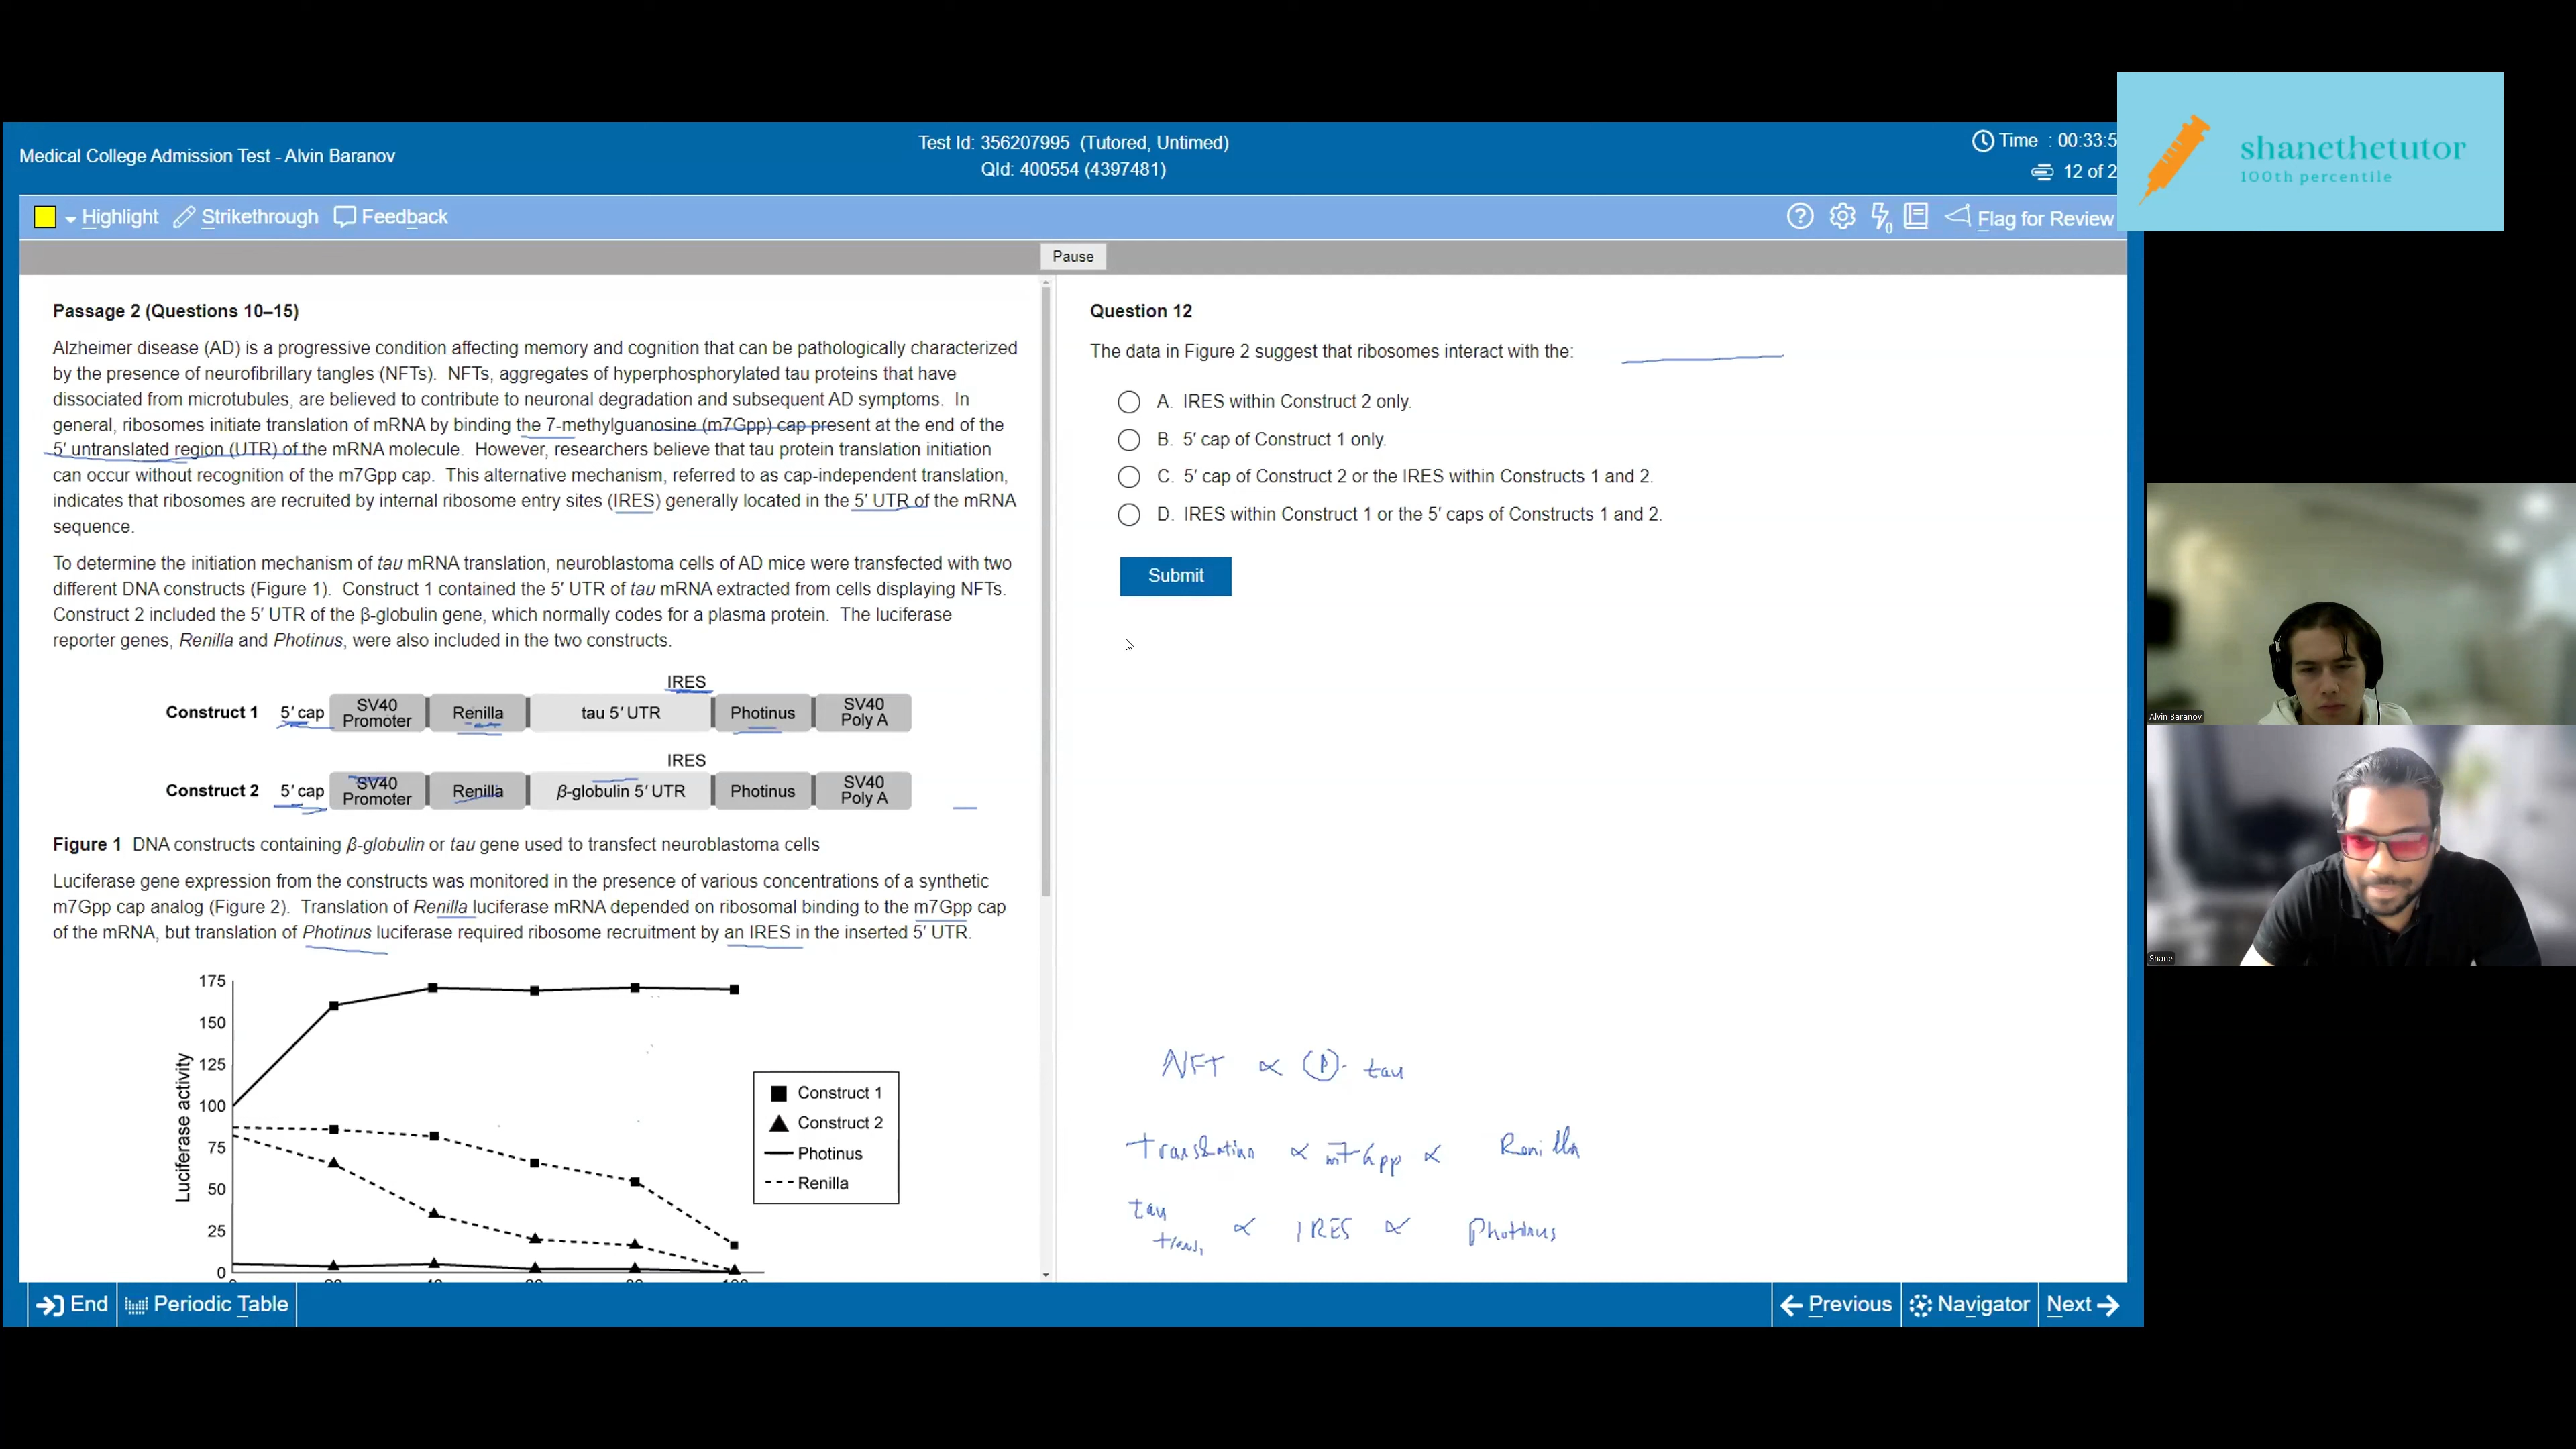 shanethetutor
100th percentile
Medical College Admission Test - Alvin Baranov
Test Id: 356207995 (Tutored, Untimed)
QId: 400554 (4397481)
Time : 00:33:5
12 of 2
Highlight
Strikethrough
Feedback
Flag for Review
Pause
Passage 2 (Questions 10–15)
Alzheimer disease (AD) is a progressive condition affecting memory and cognition that can be pathologically characterized
by the presence of neurofibrillary tangles (NFTs). NFTs, aggregates of hyperphosphorylated tau proteins that have
dissociated from microtubules, are believed to contribute to neuronal degradation and subsequent AD symptoms. In
general, ribosomes initiate translation of mRNA by binding the 7-methylguanosine (m7Gpp) cap present at the end of the
5′ untranslated region (UTR) of the mRNA molecule. However, researchers believe that tau protein translation initiation
can occur without recognition of the m7Gpp cap. This alternative mechanism, referred to as cap-independent translation,
indicates that ribosomes are recruited by internal ribosome entry sites (IRES) generally located in the 5′ UTR of the mRNA
sequence.
To determine the initiation mechanism of tau mRNA translation, neuroblastoma cells of AD mice were transfected with two
different DNA constructs (Figure 1). Construct 1 contained the 5′ UTR of tau mRNA extracted from cells displaying NFTs.
Construct 2 included the 5′ UTR of the β-globulin gene, which normally codes for a plasma protein. The luciferase
reporter genes, Renilla and Photinus, were also included in the two constructs.
IRES
Construct 1 5′ cap SV40 Promoter Renilla tau 5′ UTR Photinus SV40 Poly A
IRES
Construct 2 5′ cap SV40 Promoter Renilla β-globulin 5′ UTR Photinus SV40 Poly A
Figure 1 DNA constructs containing β-globulin or tau gene used to transfect neuroblastoma cells
Luciferase gene expression from the constructs was monitored in the presence of various concentrations of a synthetic
m7Gpp cap analog (Figure 2). Translation of Renilla luciferase mRNA depended on ribosomal binding to the m7Gpp cap
of the mRNA, but translation of Photinus luciferase required ribosome recruitment by an IRES in the inserted 5′ UTR.
Luciferase activity
175
150
125
100
75
50
25
0
Construct 1
Construct 2
Photinus
Renilla
Question 12
The data in Figure 2 suggest that ribosomes interact with the:
A. IRES within Construct 2 only.
B. 5′ cap of Construct 1 only.
C. 5′ cap of Construct 2 or the IRES within Constructs 1 and 2.
D. IRES within Construct 1 or the 5′ caps of Constructs 1 and 2.
Submit
NFT ∝ (P)- tau
Translation ∝ m7Gpp ∝ Renilla
tau
trans, ∝ IRES ∝ Photinus
End
Periodic Table
Previous
Navigator
Next
Alvin Baranov
Shane